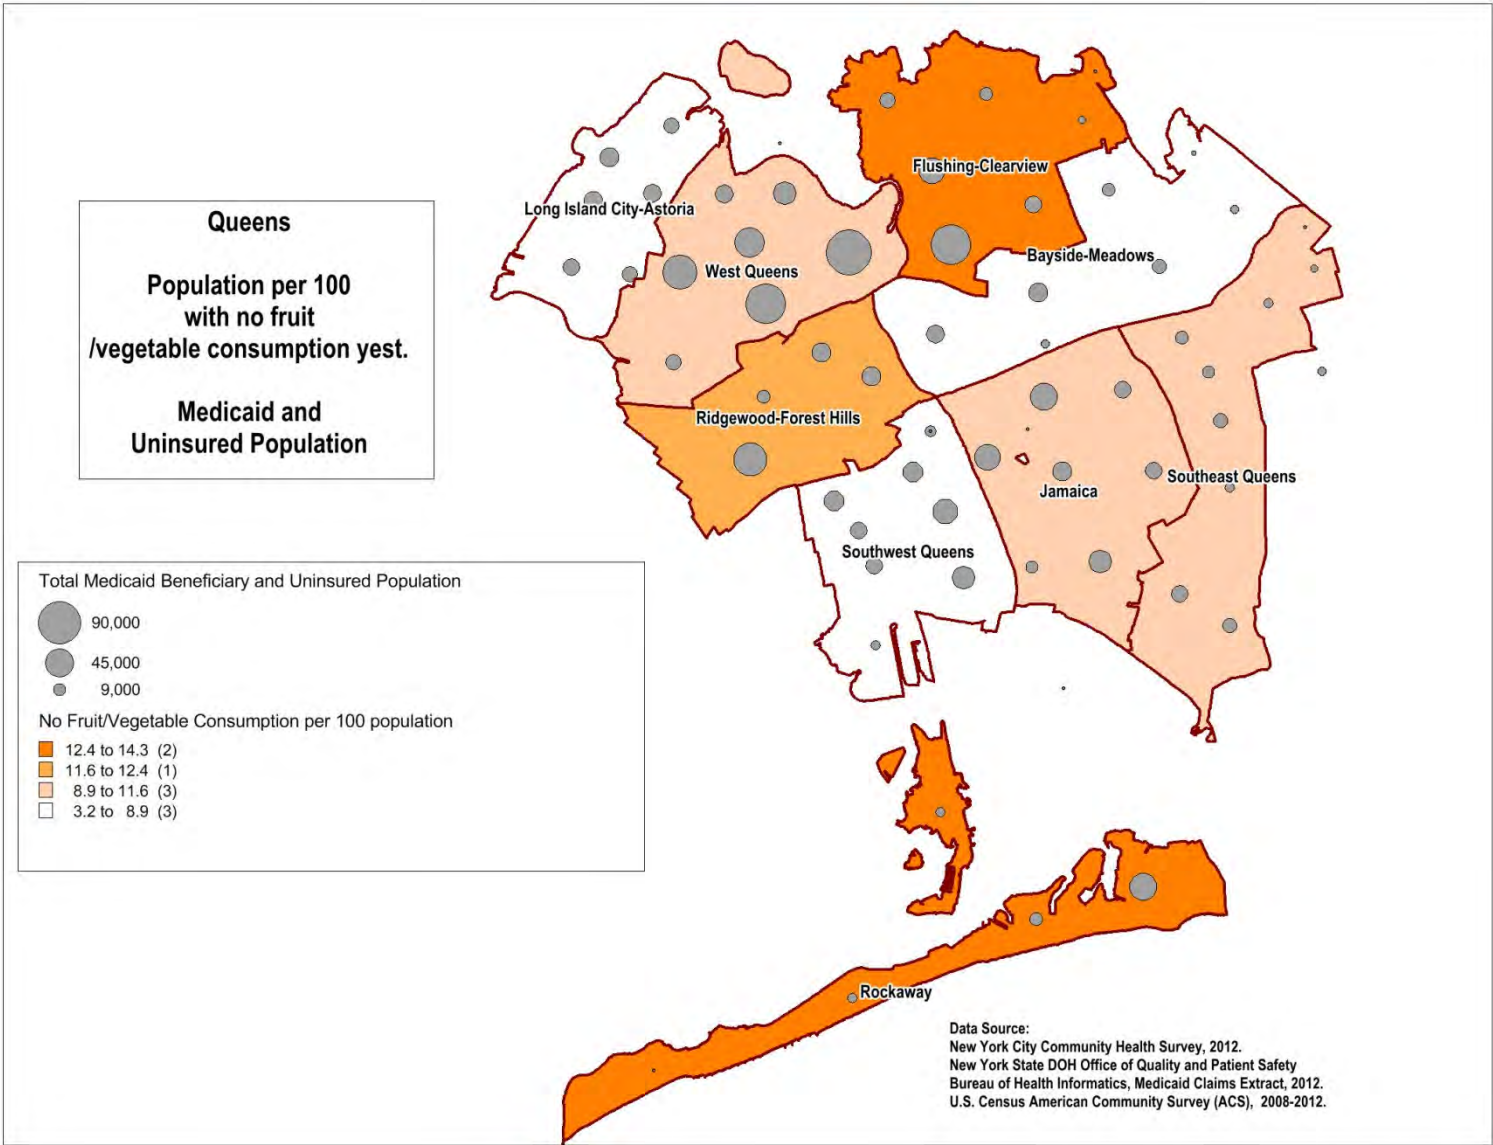 Queens
Population per 100
with no fruit
/vegetable consumption yest.
Medicaid and
Uninsured Population
Flushing-Clearview
Long Island City-Astoria
Bayside-Meadows
West Queens
Ridgewood-Forest Hills
Southeast Queens
Jamaica
Southwest Queens
Total Medicaid Beneficiary and Uninsured Population
90,000
45,000
9,000
No Fruit/Vegetable Consumption per 100 population
12.4 to 14.3 (2)
11.6 to 12.4 (1)
8.9 to 11.6 (3)
3.2 to 8.9 (3)
Rockaway
Data Source:
New York City Community Health Survey, 2012.
New York State DOH Office of Quality and Patient Safety
Bureau of Health Informatics, Medicaid Claims Extract, 2012.
U.S. Census American Community Survey (ACS), 2008-2012.